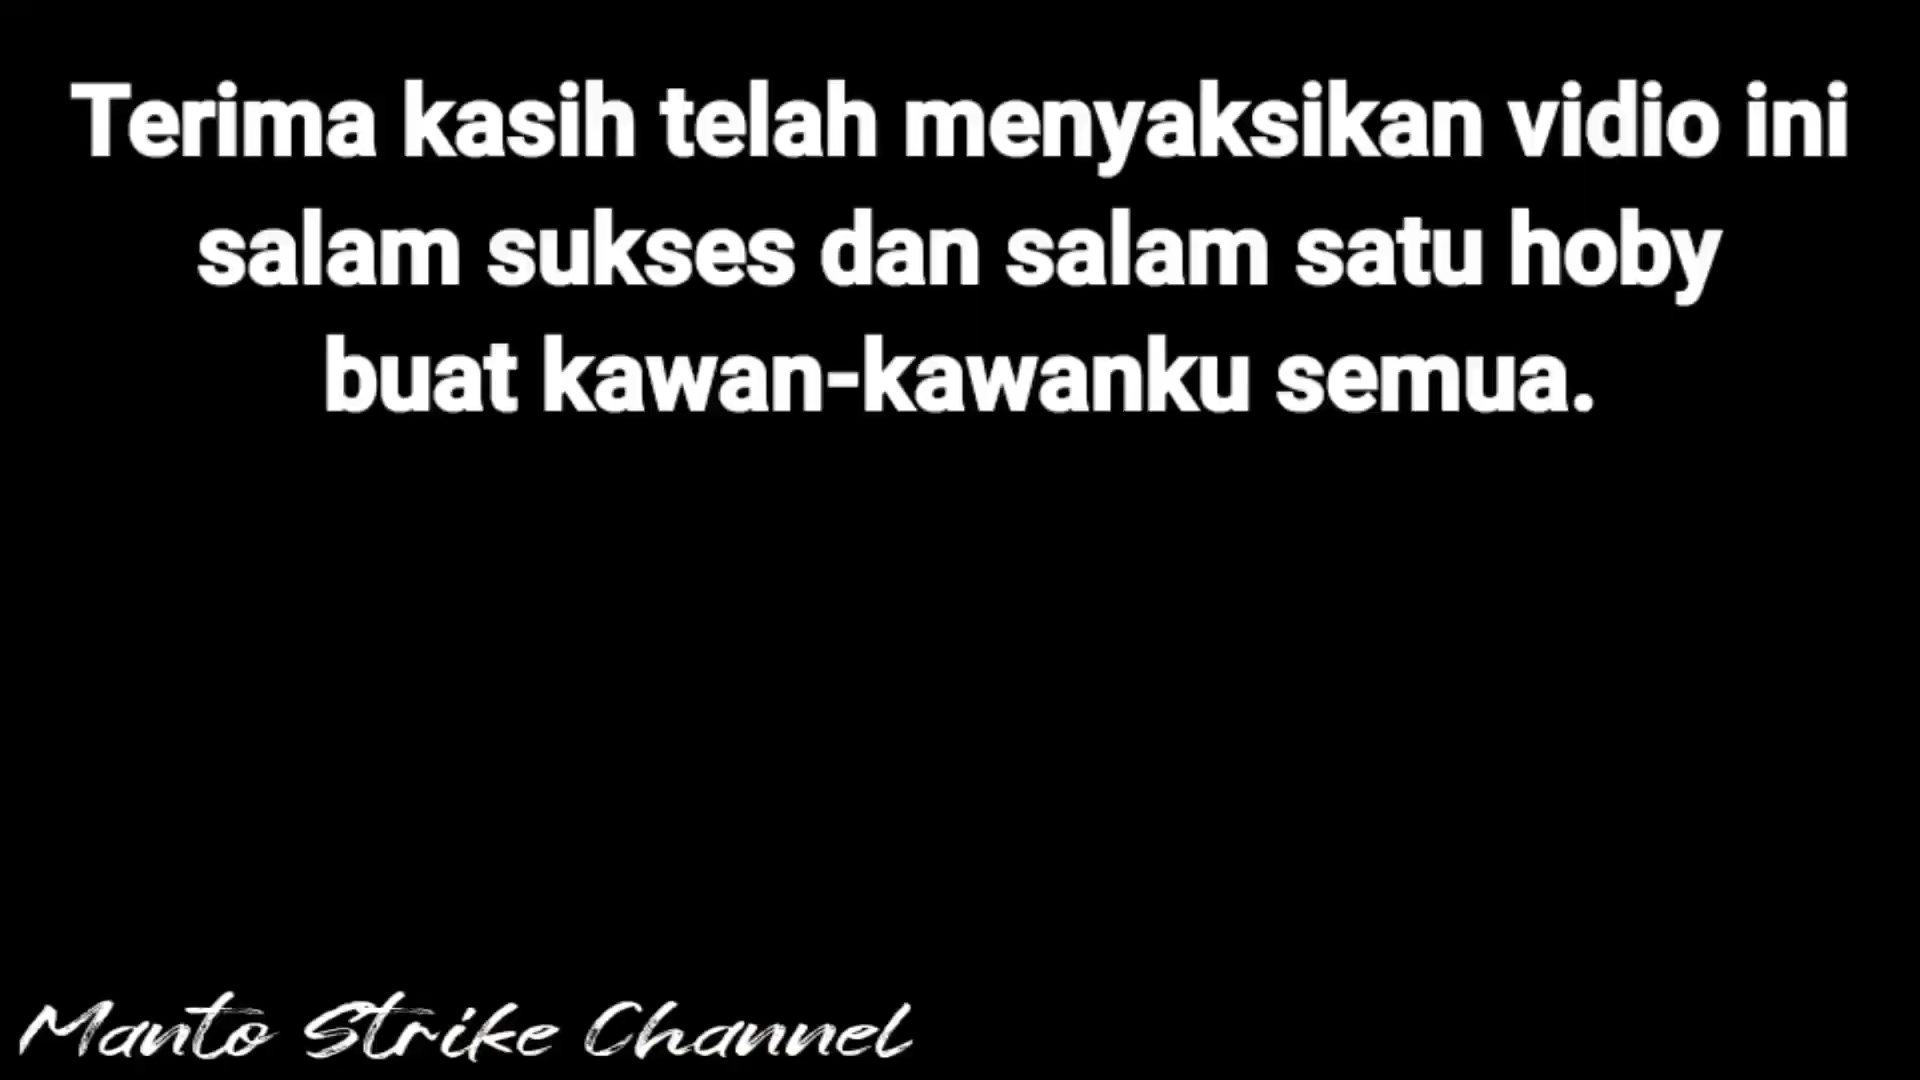 Terima kasih telah menyaksikan vidio ini
salam sukses dan salam satu hoby
buat kawan-kawanku semua.
Manto Strike Channel